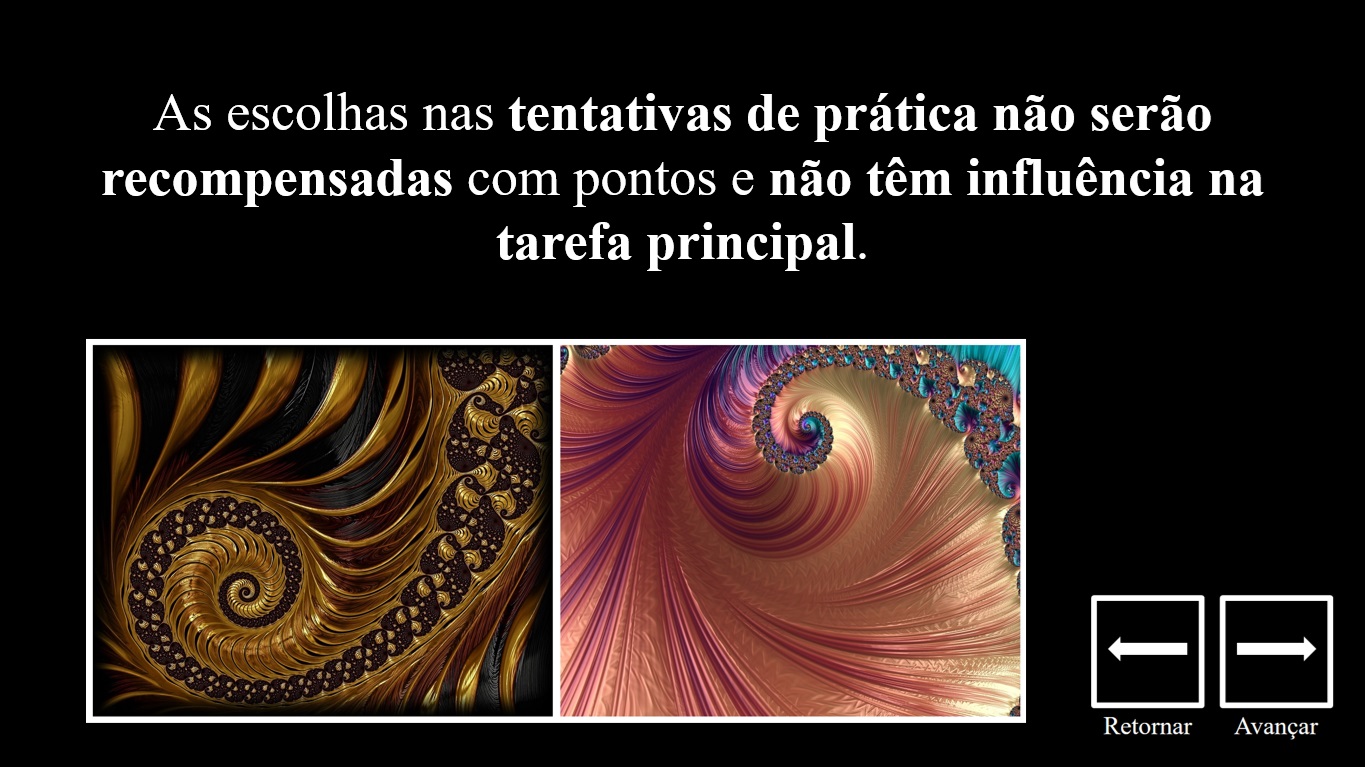 As escolhas nas tentativas de prática não serão
recompensadas com pontos e não têm influência na
tarefa principal.
Retornar
Avançar